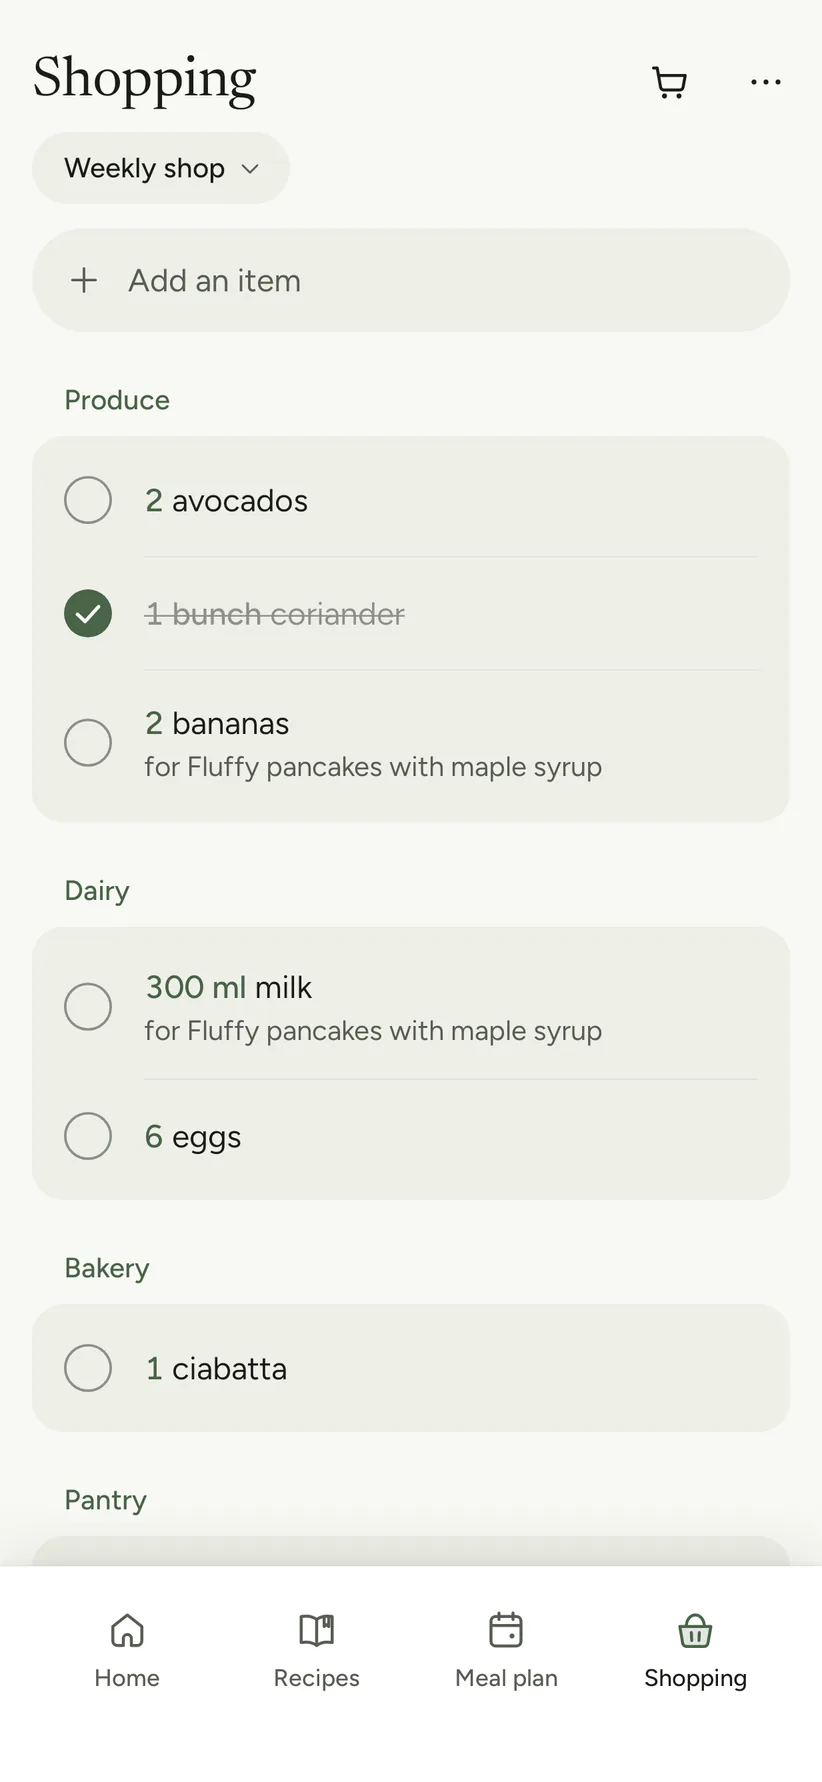 Shopping
Weekly shop
Add an item
Produce
2 avocados
1 bunch coriander
2 bananas
for Fluffy pancakes with maple syrup
Dairy
300 ml milk
for Fluffy pancakes with maple syrup
6 eggs
Bakery
1 ciabatta
Pantry
Home
Recipes
Meal plan
Shopping